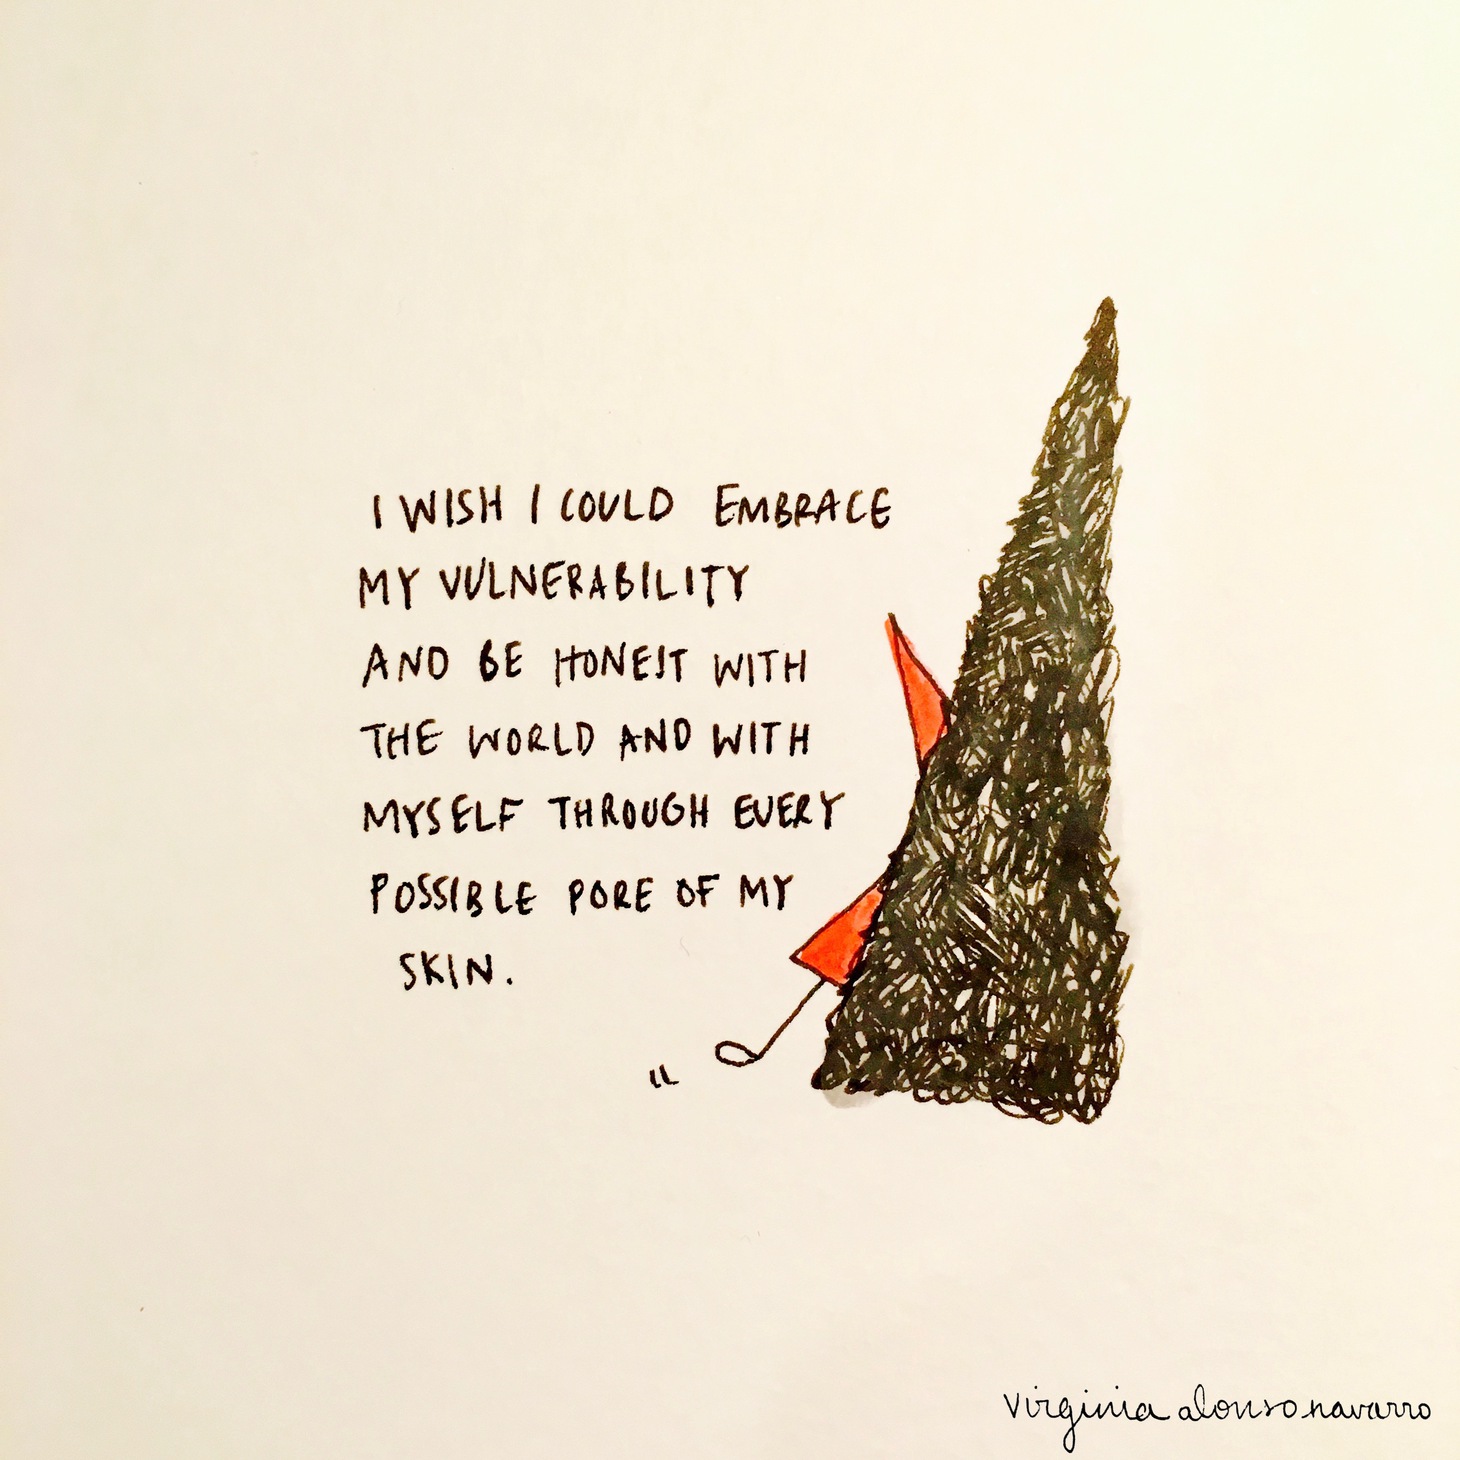 I WISH I COULD EMBRACE
MY VULNERABILITY
AND BE HONEST WITH
THE WORLD AND WITH
MYSELF THROUGH EVERY
POSSIBLE PORE OF MY
SKIN.
Virginia alonso navarro